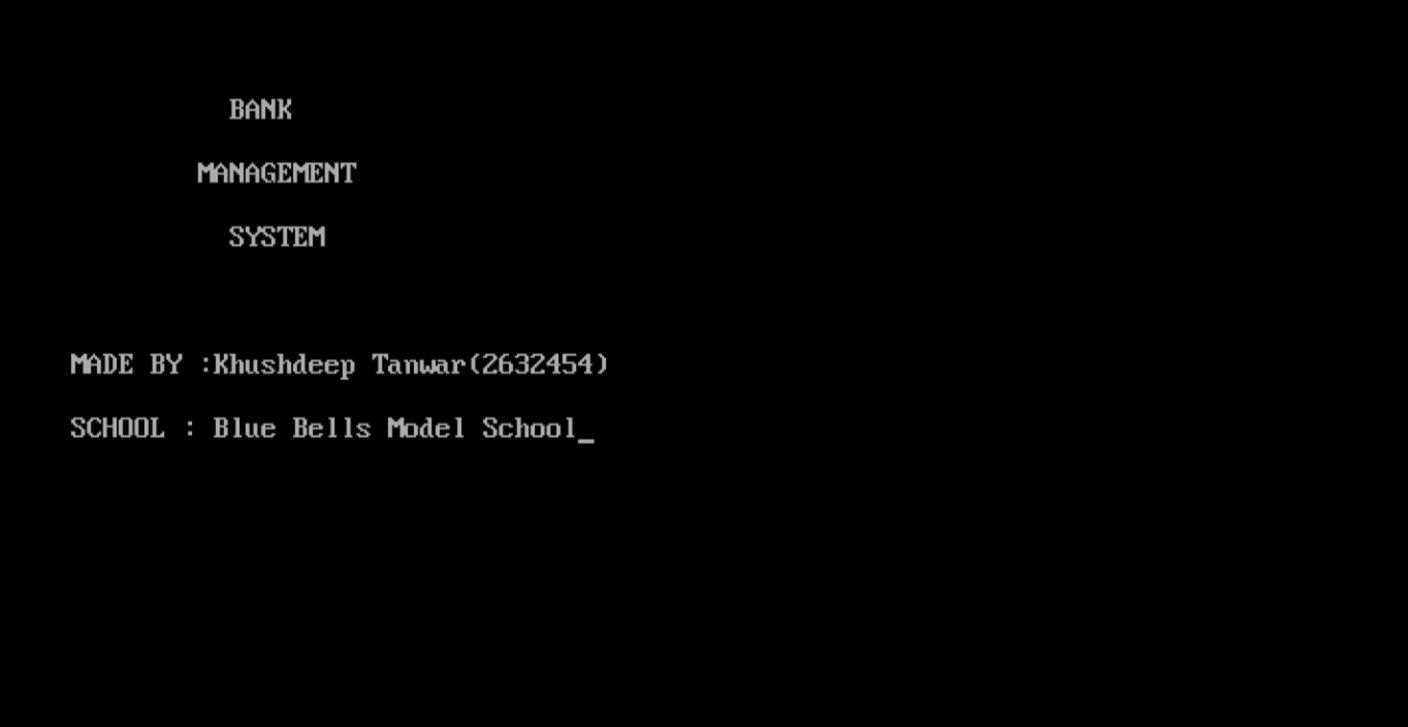 BANK
MANAGEMENT
SYSTEM
MADE BY :Khushdeep Tanwar(2632454)
SCHOOL : Blue Bells Model School_